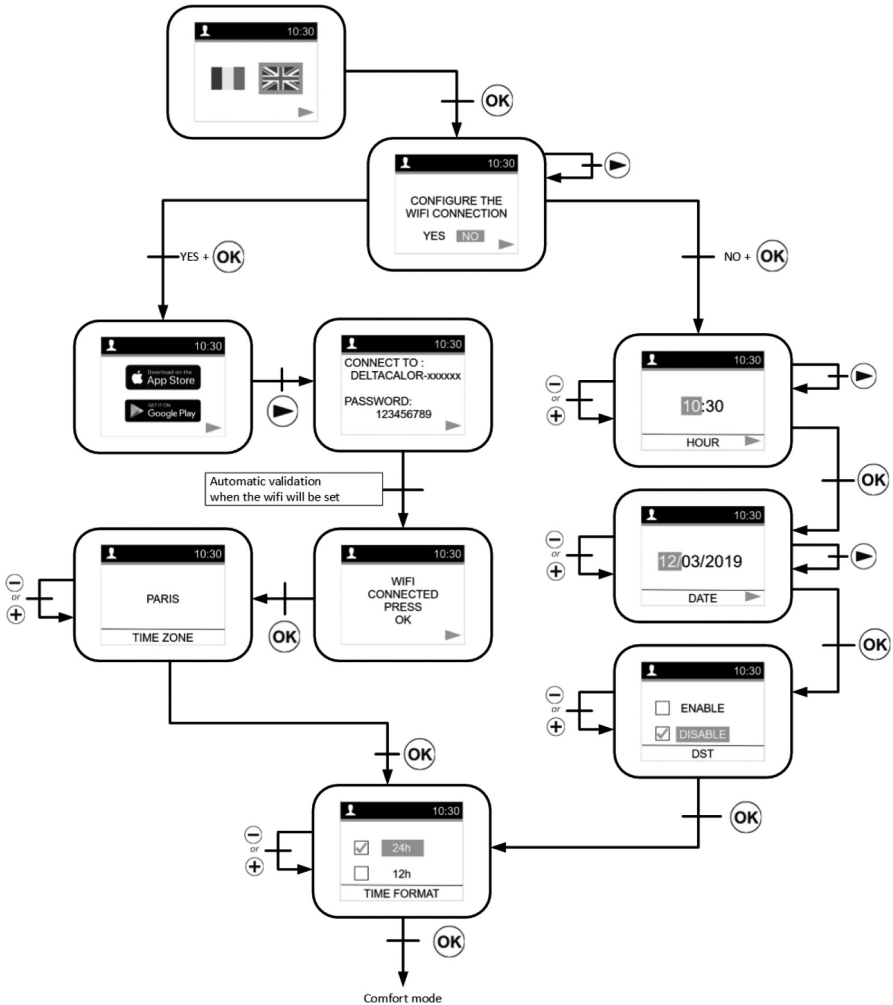 10:30
OK
10:30
CONFIGURE THE
WIFI CONNECTION
YES NO
YES + OK
NO + OK
10:30
Download on the
App Store
GET IT ON
Google Play
10:30
CONNECT TO :
DELTACALOR-xxxxxx
PASSWORD:
123456789
10:30
10:30
HOUR
or
OK
Automatic validation
when the wifi will be set
10:30
PARIS
TIME ZONE
or
OK
10:30
WIFI
CONNECTED
PRESS
OK
10:30
12/03/2019
DATE
or
OK
10:30
ENABLE
DISABLE
DST
or
OK
OK
10:30
24h
12h
TIME FORMAT
or
OK
Comfort mode